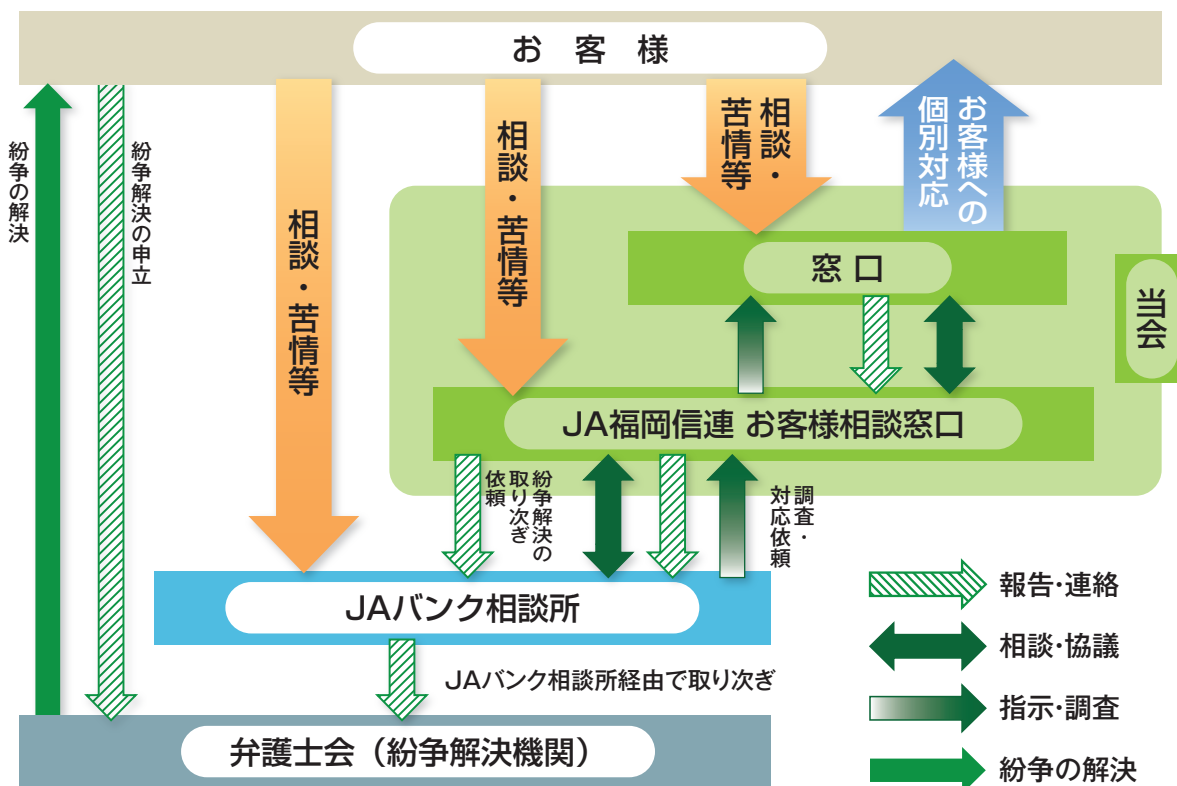 お客様
紛争の解決
紛争解決の申立
相談・苦情等
相談・苦情等
相談・
苦情等
お客様への
個別対応
窓口
当会
JA福岡信連 お客様相談窓口
紛争解決の
取り次ぎ
依頼
調査・
対応依頼
JAバンク相談所
JAバンク相談所経由で取り次ぎ
弁護士会（紛争解決機関）
報告・連絡
相談・協議
指示・調査
紛争の解決